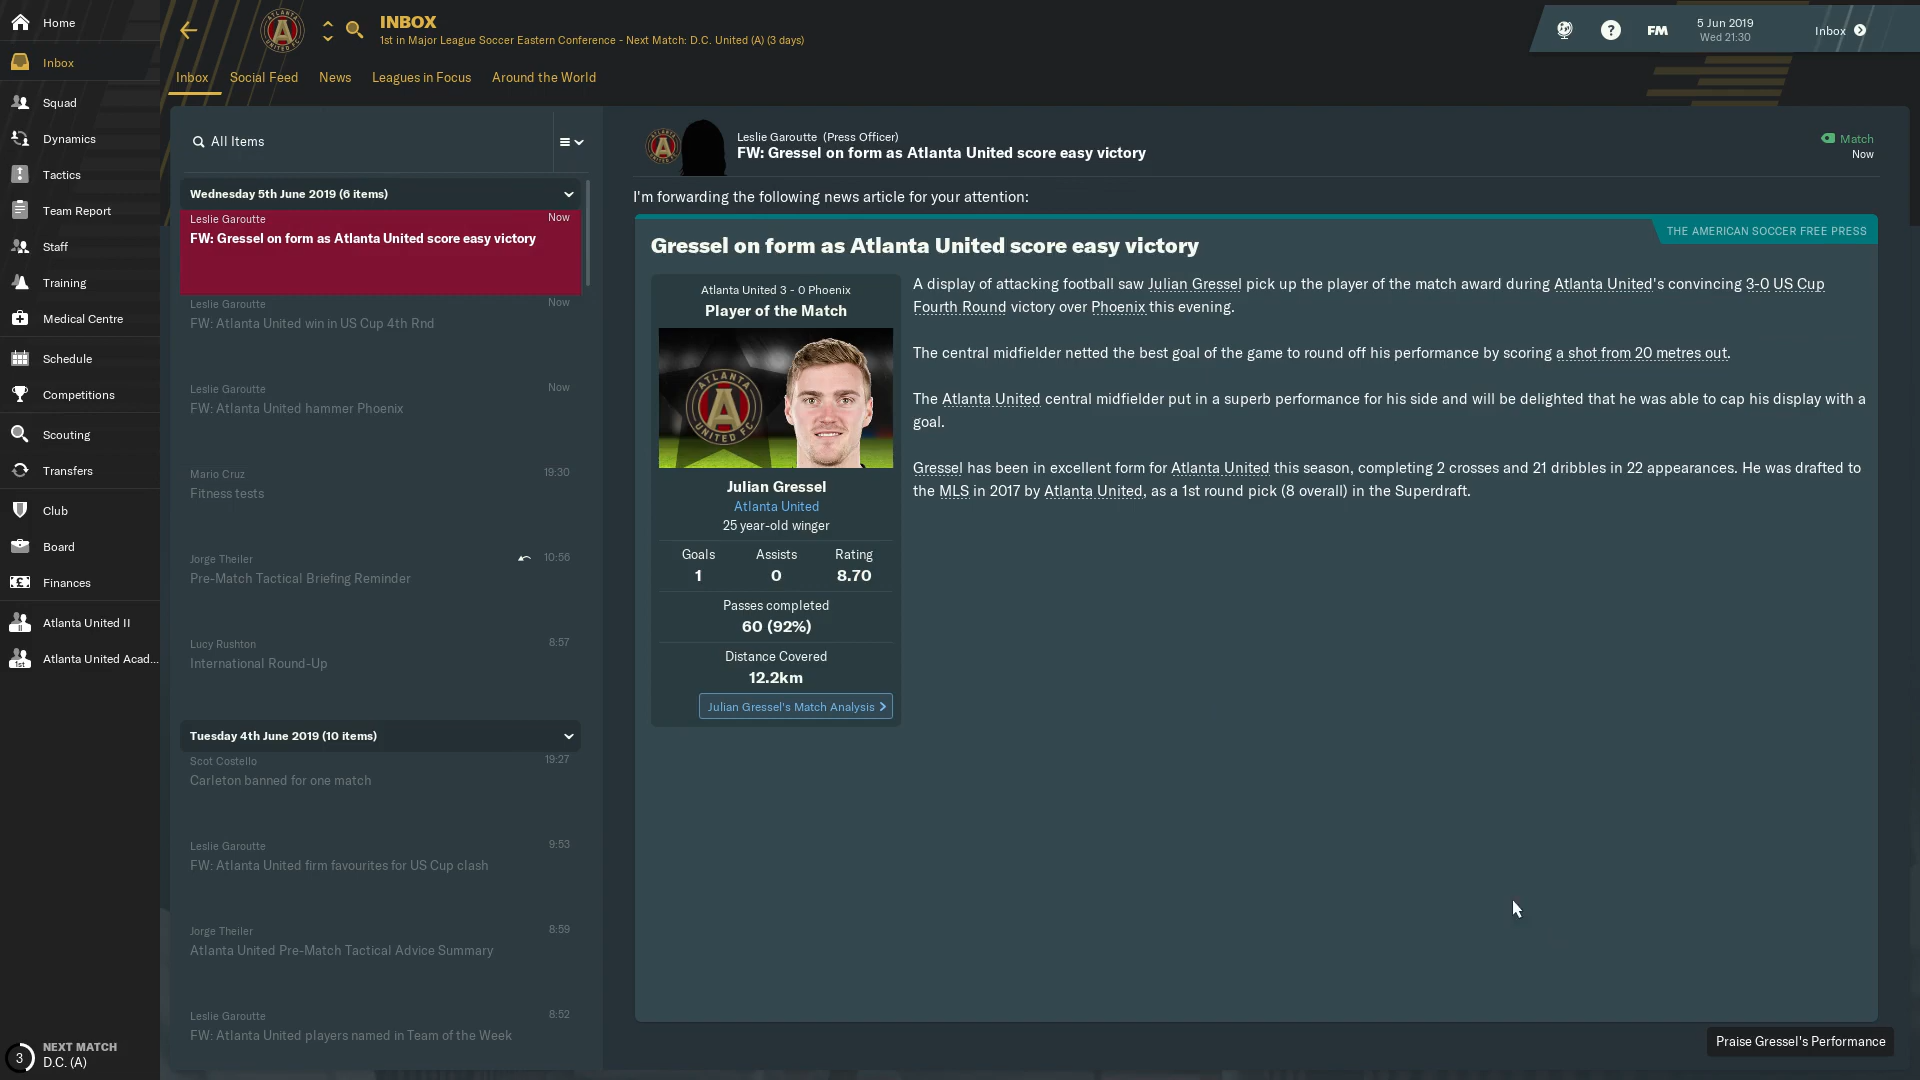 Home
Inbox
Squad
Dynamics
Tactics
Team Report
Staff
Training
Medical Centre
Schedule
Competitions
Scouting
Transfers
Club
Board
Finances
Atlanta United II
Atlanta United Acad...
3
NEXT MATCH
D.C. (A)
INBOX
1st in Major League Soccer Eastern Conference - Next Match: D.C. United (A) (3 days)
FM
5 Jun 2019
Wed 21:30
Inbox
Inbox
Social Feed
News
Leagues in Focus
Around the World
All Items
Wednesday 5th June 2019 (6 items)
Leslie Garoutte
Now
FW: Gressel on form as Atlanta United score easy victory
Leslie Garoutte
Now
FW: Atlanta United win in US Cup 4th Rnd
Leslie Garoutte
Now
FW: Atlanta United hammer Phoenix
Mario Cruz
19:30
Fitness tests
Jorge Theiler
10:56
Pre-Match Tactical Briefing Reminder
Lucy Rushton
8:57
International Round-Up
Tuesday 4th June 2019 (10 items)
Scot Costello
19:27
Carleton banned for one match
Leslie Garoutte
9:53
FW: Atlanta United firm favourites for US Cup clash
Jorge Theiler
8:59
Atlanta United Pre-Match Tactical Advice Summary
Leslie Garoutte
8:52
FW: Atlanta United players named in Team of the Week
Leslie Garoutte (Press Officer)
FW: Gressel on form as Atlanta United score easy victory
Match
Now
I'm forwarding the following news article for your attention:
THE AMERICAN SOCCER FREE PRESS
Gressel on form as Atlanta United score easy victory
Atlanta United 3 - 0 Phoenix
Player of the Match
ATLANTA
UNITED FC
Julian Gressel
Atlanta United
25 year-old winger
Goals Assists Rating
1 0 8.70
Passes completed
60 (92%)
Distance Covered
12.2km
Julian Gressel's Match Analysis
A display of attacking football saw Julian Gressel pick up the player of the match award during Atlanta United's convincing 3-0 US Cup
Fourth Round victory over Phoenix this evening.
The central midfielder netted the best goal of the game to round off his performance by scoring a shot from 20 metres out.
The Atlanta United central midfielder put in a superb performance for his side and will be delighted that he was able to cap his display with a
goal.
Gressel has been in excellent form for Atlanta United this season, completing 2 crosses and 21 dribbles in 22 appearances. He was drafted to
the MLS in 2017 by Atlanta United, as a 1st round pick (8 overall) in the Superdraft.
Praise Gressel's Performance